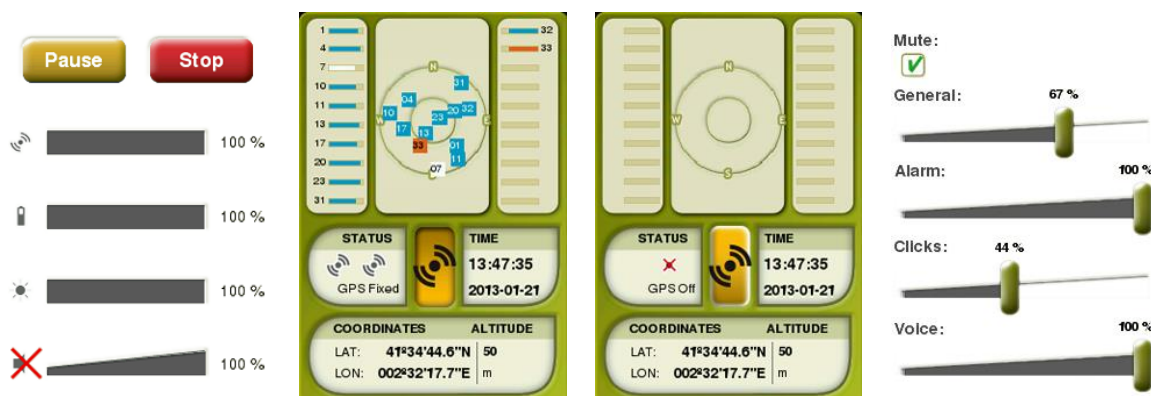 Pause Stop
100 %
100 %
100 %
100 %
1 32
4 33
7
10
11
13
17
20
23
31
N
31
04
10 W 20 32 E
23
17 13
33 01
11
07
STATUS TIME
13:47:35
GPS Fixed 2013-01-21
COORDINATES ALTITUDE
LAT: 41º34'44.6"N 50
LON: 002º32'17.7"E m
N
W E
S
STATUS TIME
13:47:35
GPS Off 2013-01-21
COORDINATES ALTITUDE
LAT: 41º34'44.6"N 50
LON: 002º32'17.7"E m
Mute:
General: 67 %
Alarm: 100 %
Clicks: 44 %
Voice: 100 %